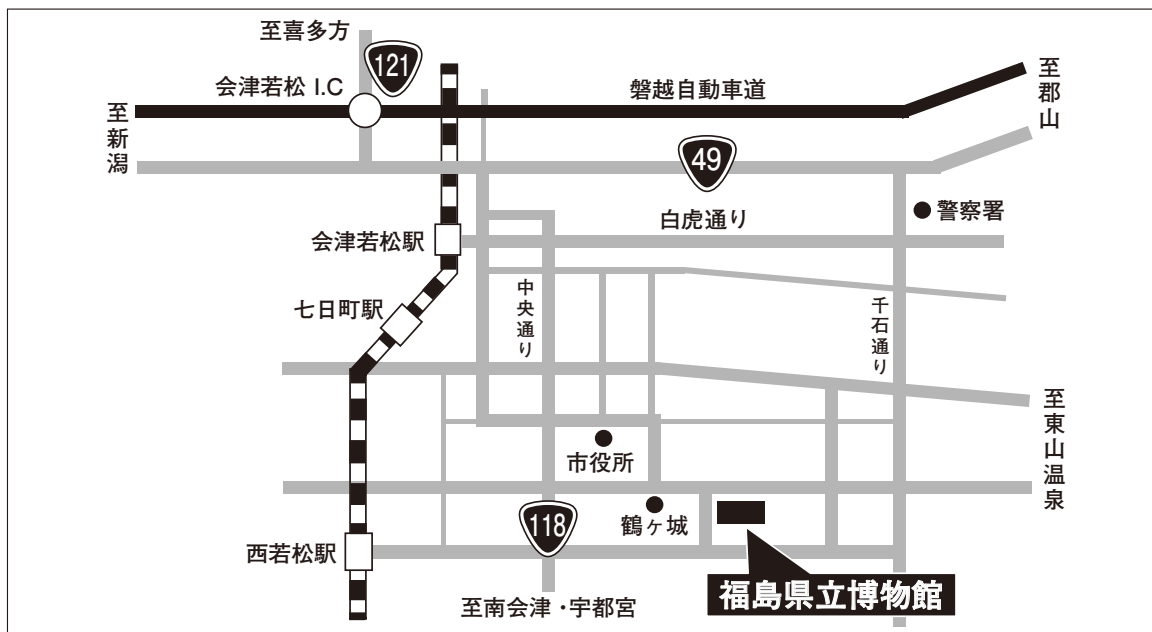 至喜多方
121
会津若松 I.C
磐越自動車道
至郡山
至新潟
49
警察署
白虎通り
会津若松駅
中央通り
千石通り
七日町駅
至東山温泉
市役所
鶴ヶ城
118
西若松駅
福島県立博物館
至南会津・宇都宮